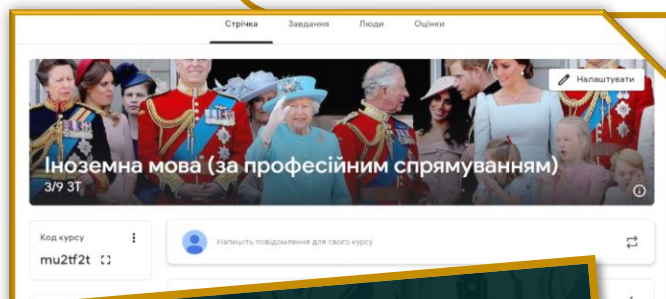 Стрічка Завдання Люди Оцінки
Налаштувати
Іноземна мова (за професійним спрямуванням)
3/9 3Т
Код курсу
mu2tf2t
Напишіть повідомлення для свого курсу